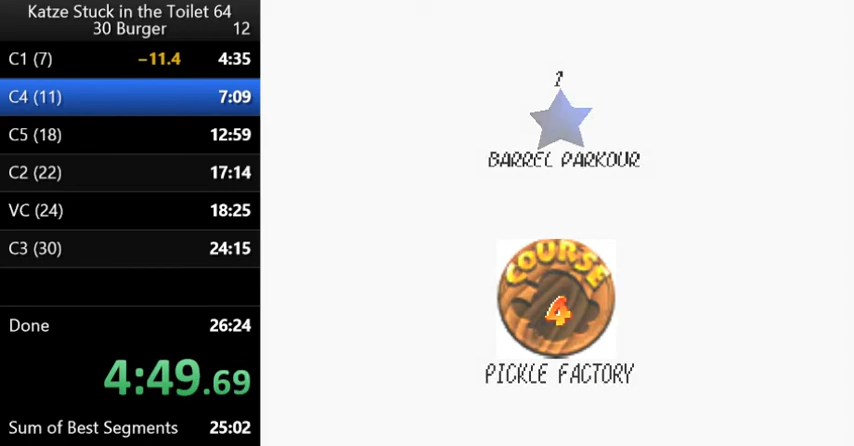 Katze Stuck in the Toilet 64
30 Burger 12
C1 (7) −11.4 4:35
C4 (11) 7:09
C5 (18) 12:59
C2 (22) 17:14
VC (24) 18:25
C3 (30) 24:15
Done 26:24
4:49.69
Sum of Best Segments 25:02
1
BARREL PARKOUR
COURSE
4
PICKLE FACTORY